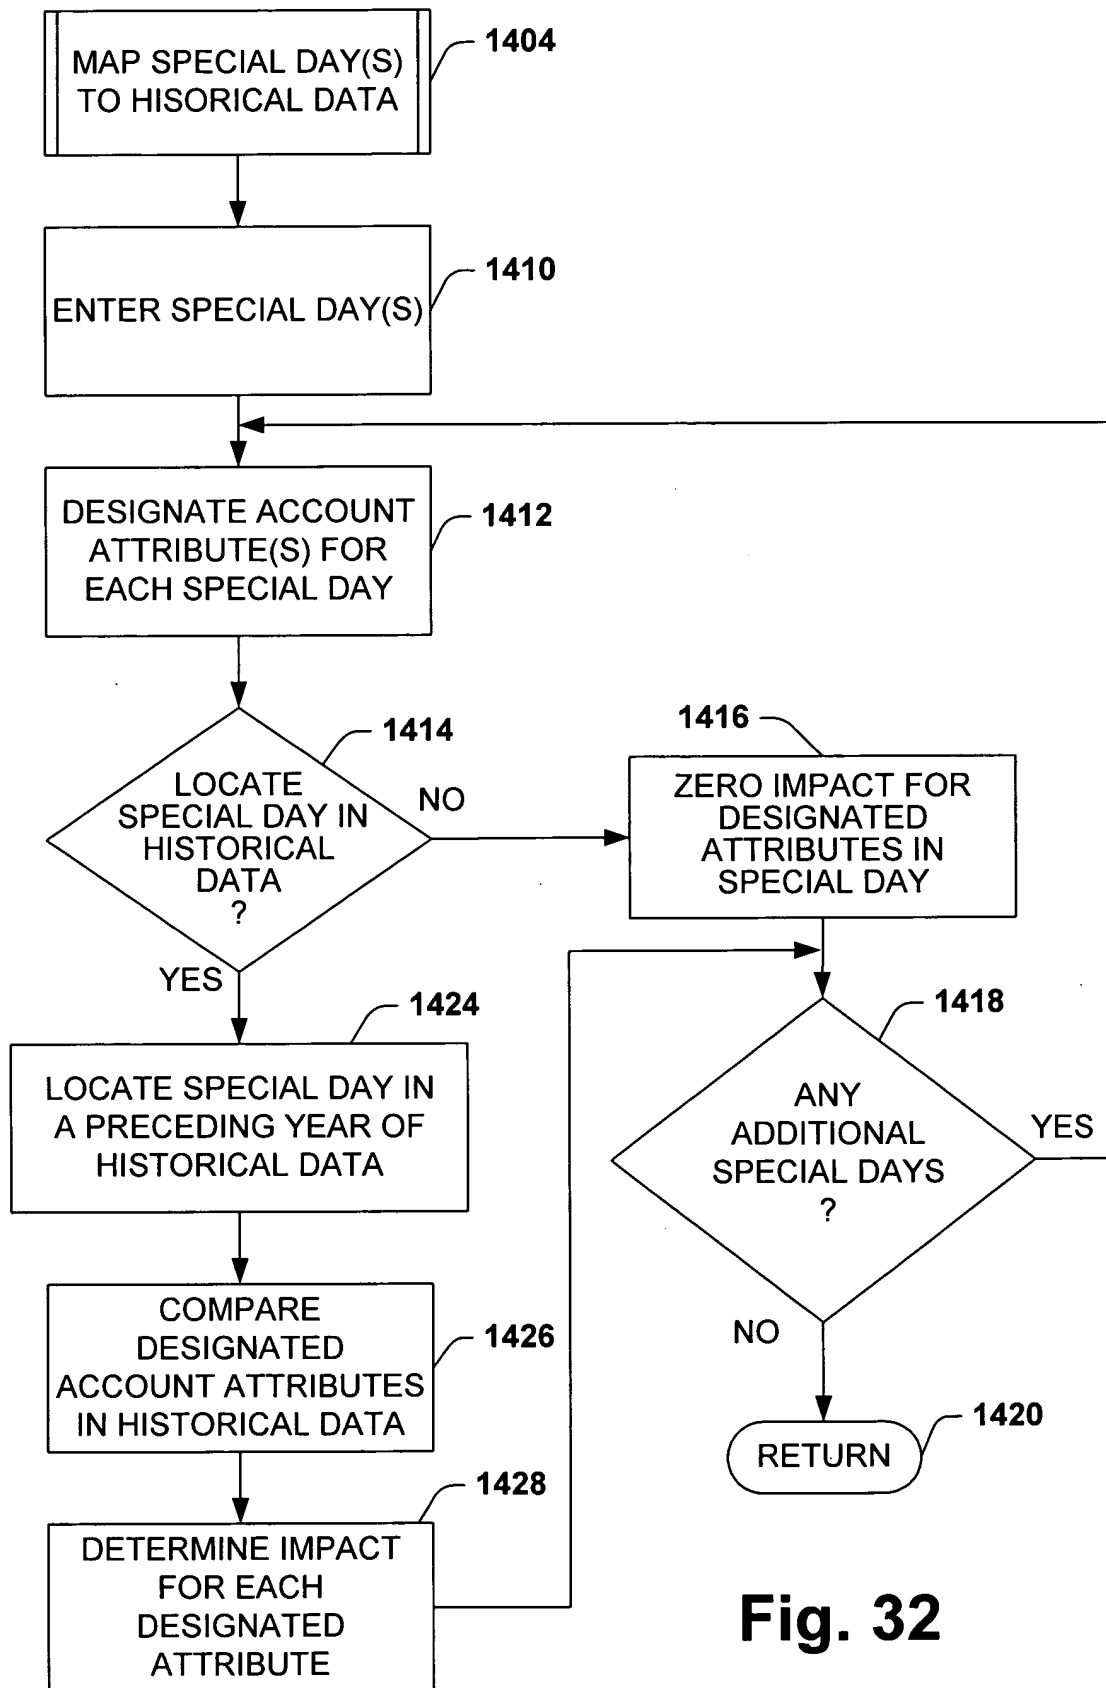 MAP SPECIAL DAY(S)
TO HISORICAL DATA
1404
ENTER SPECIAL DAY(S)
1410
DESIGNATE ACCOUNT
ATTRIBUTE(S) FOR
EACH SPECIAL DAY
1412
LOCATE
SPECIAL DAY IN
HISTORICAL
DATA
?
1414
NO
YES
1416
ZERO IMPACT FOR
DESIGNATED
ATTRIBUTES IN
SPECIAL DAY
1418
ANY
ADDITIONAL
SPECIAL DAYS
?
YES
NO
1420
RETURN
1424
LOCATE SPECIAL DAY IN
A PRECEDING YEAR OF
HISTORICAL DATA
COMPARE
DESIGNATED
ACCOUNT ATTRIBUTES
IN HISTORICAL DATA
1426
1428
DETERMINE IMPACT
FOR EACH
DESIGNATED
ATTRIBUTE
Fig. 32